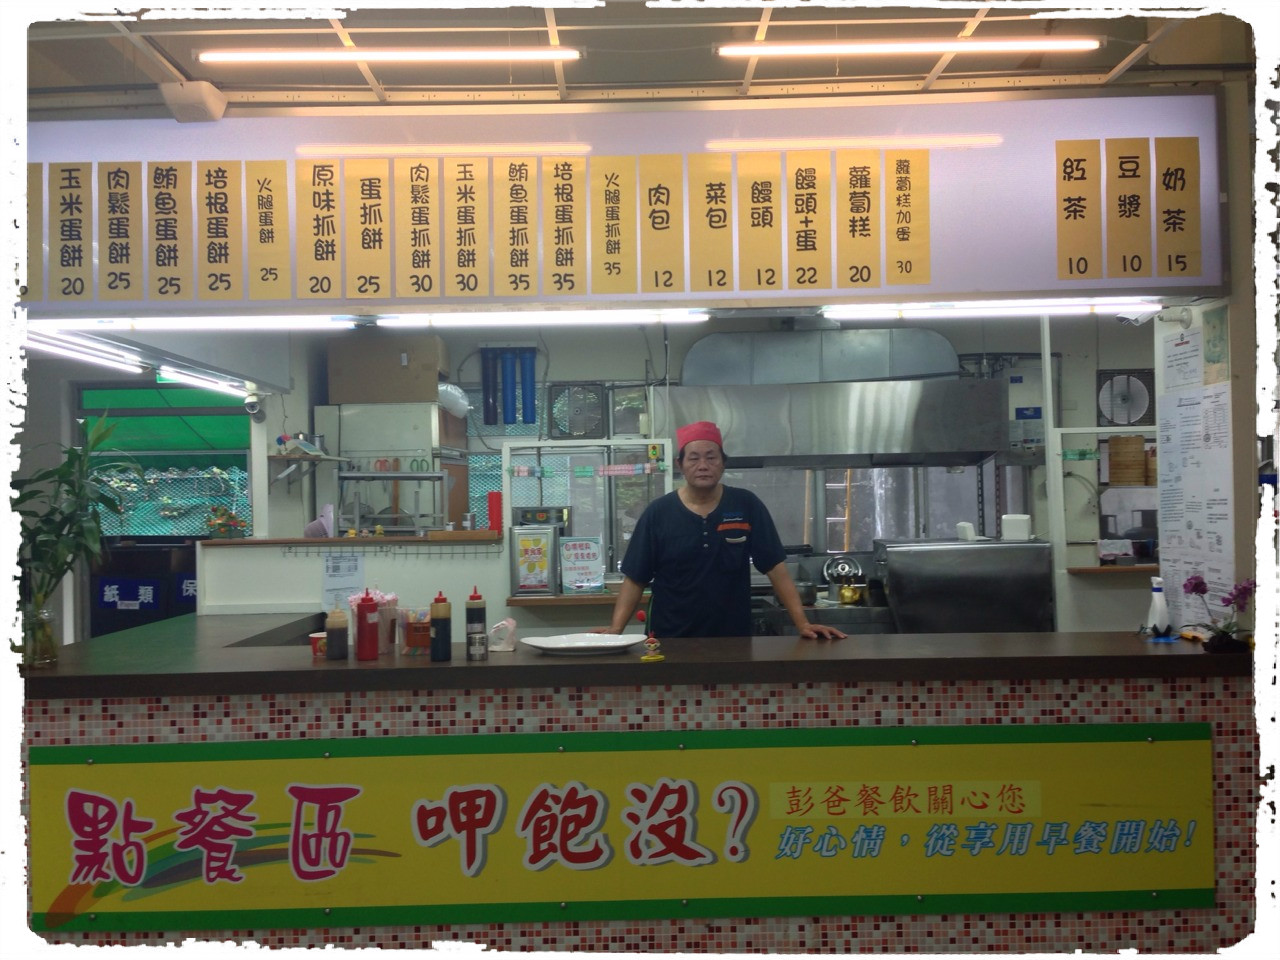 玉米蛋餅 20
肉鬆蛋餅 25
鮪魚蛋餅 25
培根蛋餅 25
火腿蛋餅 25
原味抓餅 20
蛋抓餅 25
肉鬆蛋抓餅 30
玉米蛋抓餅 30
鮪魚蛋抓餅 35
培根蛋抓餅 35
火腿蛋抓餅 35
肉包 12
菜包 12
饅頭 12
饅頭+蛋 22
蘿蔔糕 20
蘿蔔糕加蛋 30
紅茶 10
豆漿 10
奶茶 15
紙類
保
點餐區
呷飽沒?
彭爸餐飲關心您
好心情，從享用早餐開始!